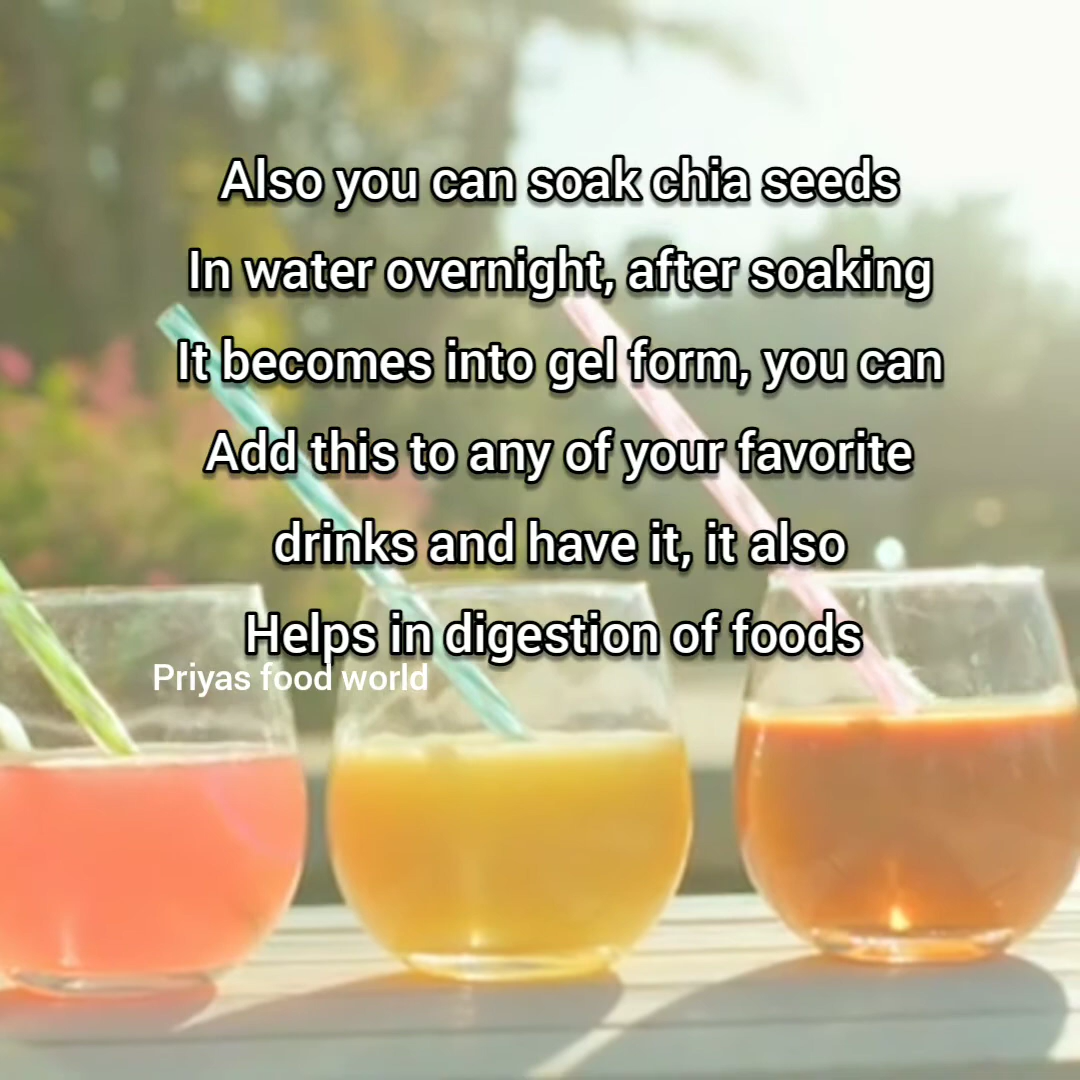 Also you can soak chia seeds
In water overnight, after soaking
It becomes into gel form, you can
Add this to any of your favorite
drinks and have it, it also
Helps in digestion of foods
Priyas food world